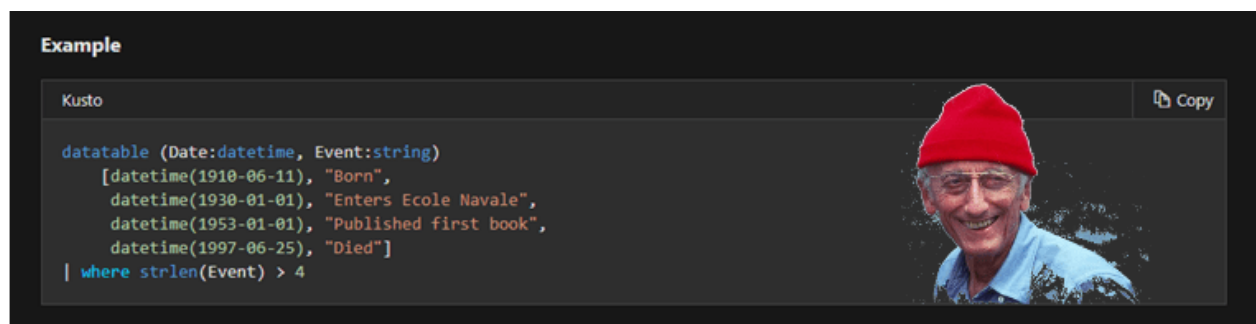 Example
Kusto
Copy
datatable (Date:datetime, Event:string)
    [datetime(1910-06-11), "Born",
     datetime(1930-01-01), "Enters Ecole Navale",
     datetime(1953-01-01), "Published first book",
     datetime(1997-06-25), "Died"]
| where strlen(Event) > 4